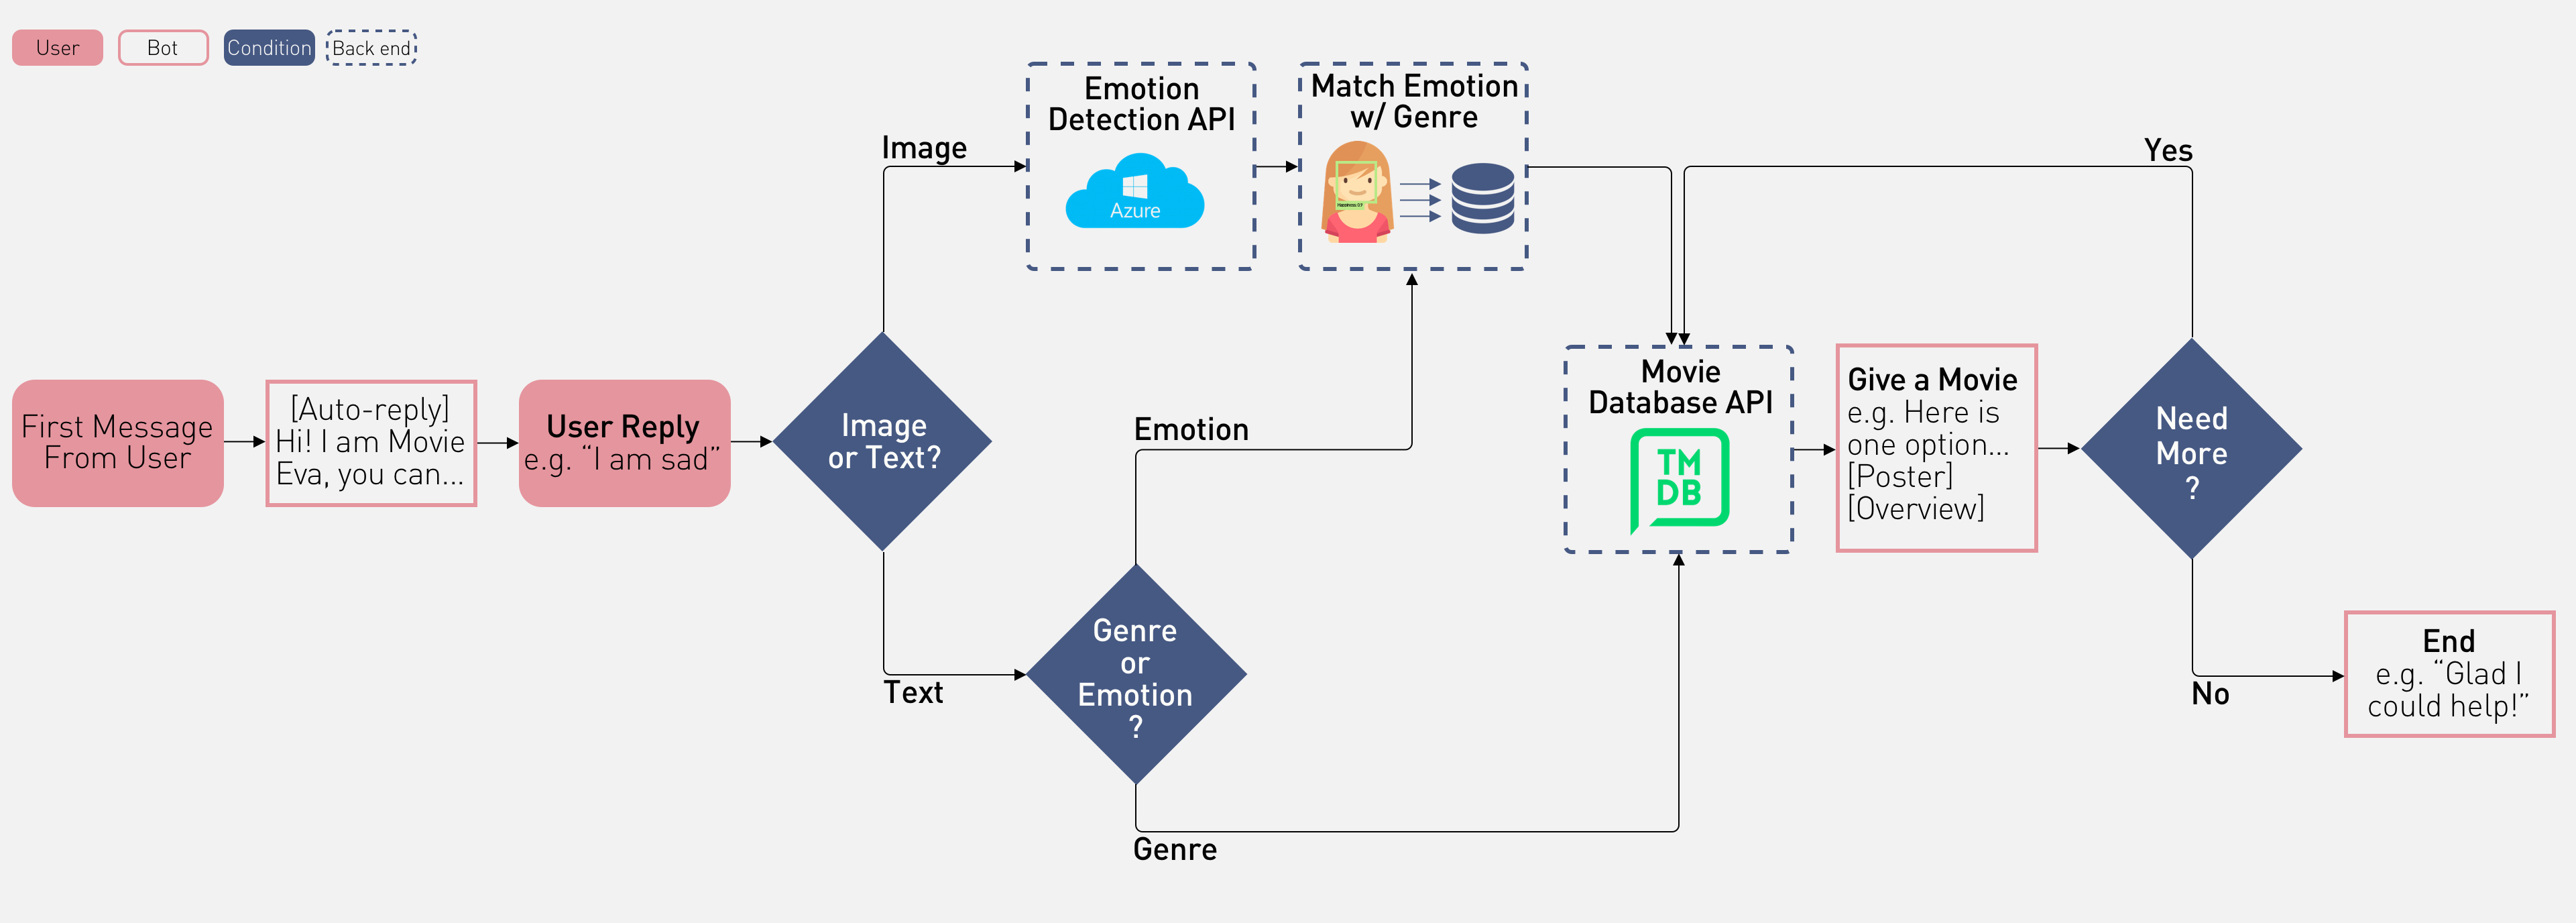 User
Bot
Condition
Back end
First Message
From User
[Auto-reply]
Hi! I am Movie
Eva, you can...
User Reply
e.g. “I am sad”
Image
or Text?
Image
Text
Emotion
Detection API
Azure
Match Emotion
w/ Genre
Genre
or
Emotion
?
Emotion
Genre
Movie
Database API
TM
DB
Give a Movie
e.g. Here is
one option...
[Poster]
[Overview]
Need
More
?
Yes
No
End
e.g. “Glad I
could help!”